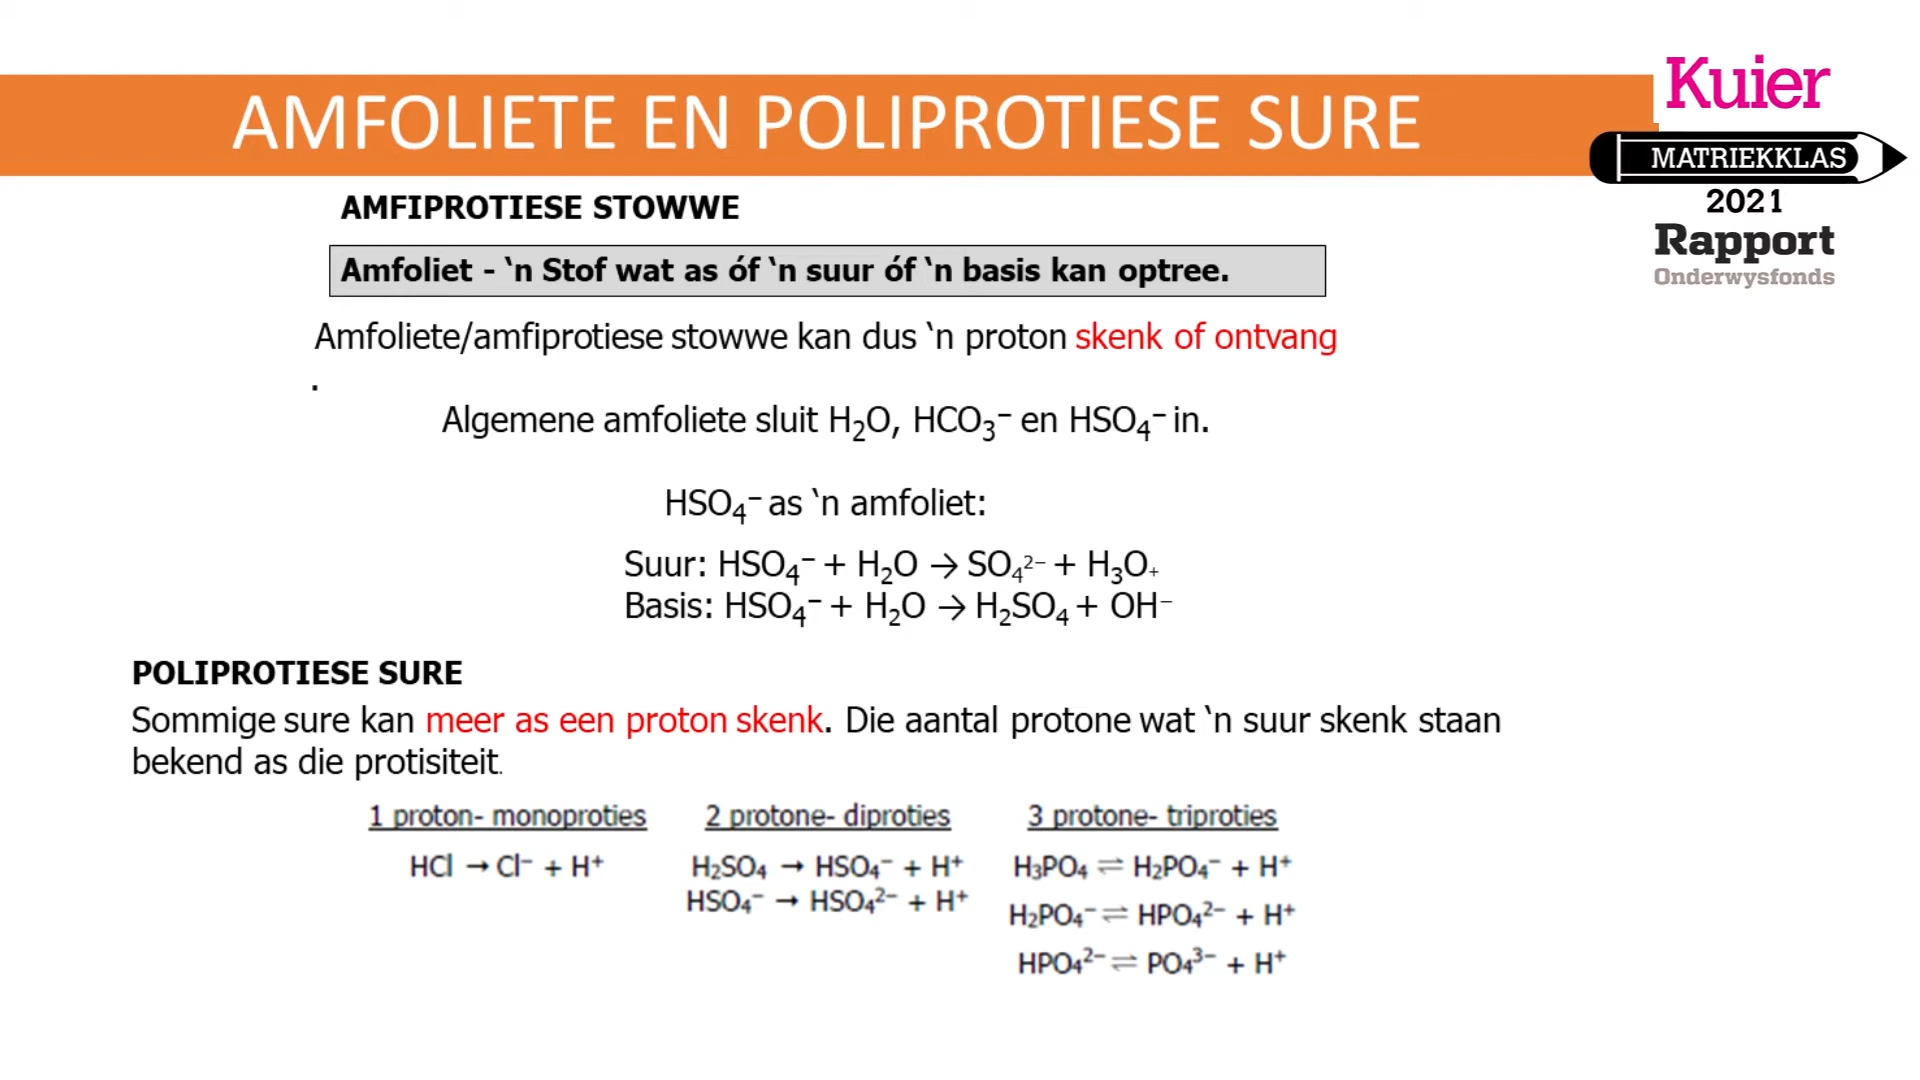 AMFOLIETE EN POLIPROTIESE SURE
Kuier
MATRIEKKLAS
2021
Rapport
Onderwysfonds
AMFIPROTIESE STOWWE
Amfoliet - ‘n Stof wat as óf ‘n suur óf ‘n basis kan optree.
Amfoliete/amfiprotiese stowwe kan dus ‘n proton skenk of ontvang
.
Algemene amfoliete sluit H₂O, HCO₃⁻ en HSO₄⁻ in.
HSO₄⁻ as ‘n amfoliet:
Suur: HSO₄⁻ + H₂O → SO₄²⁻ + H₃O₊
Basis: HSO₄⁻ + H₂O → H₂SO₄ + OH⁻
POLIPROTIESE SURE
Sommige sure kan meer as een proton skenk. Die aantal protone wat ‘n suur skenk staan
bekend as die protisiteit.
1 proton- monoproties 2 protone- diproties 3 protone- triproties
HCl → Cl⁻ + H⁺ H₂SO₄ → HSO₄⁻ + H⁺ H₃PO₄ ⇌ H₂PO₄⁻ + H⁺
HSO₄⁻ → HSO₄²⁻ + H⁺ H₂PO₄⁻ ⇌ HPO₄²⁻ + H⁺
HPO₄²⁻ ⇌ PO₄³⁻ + H⁺